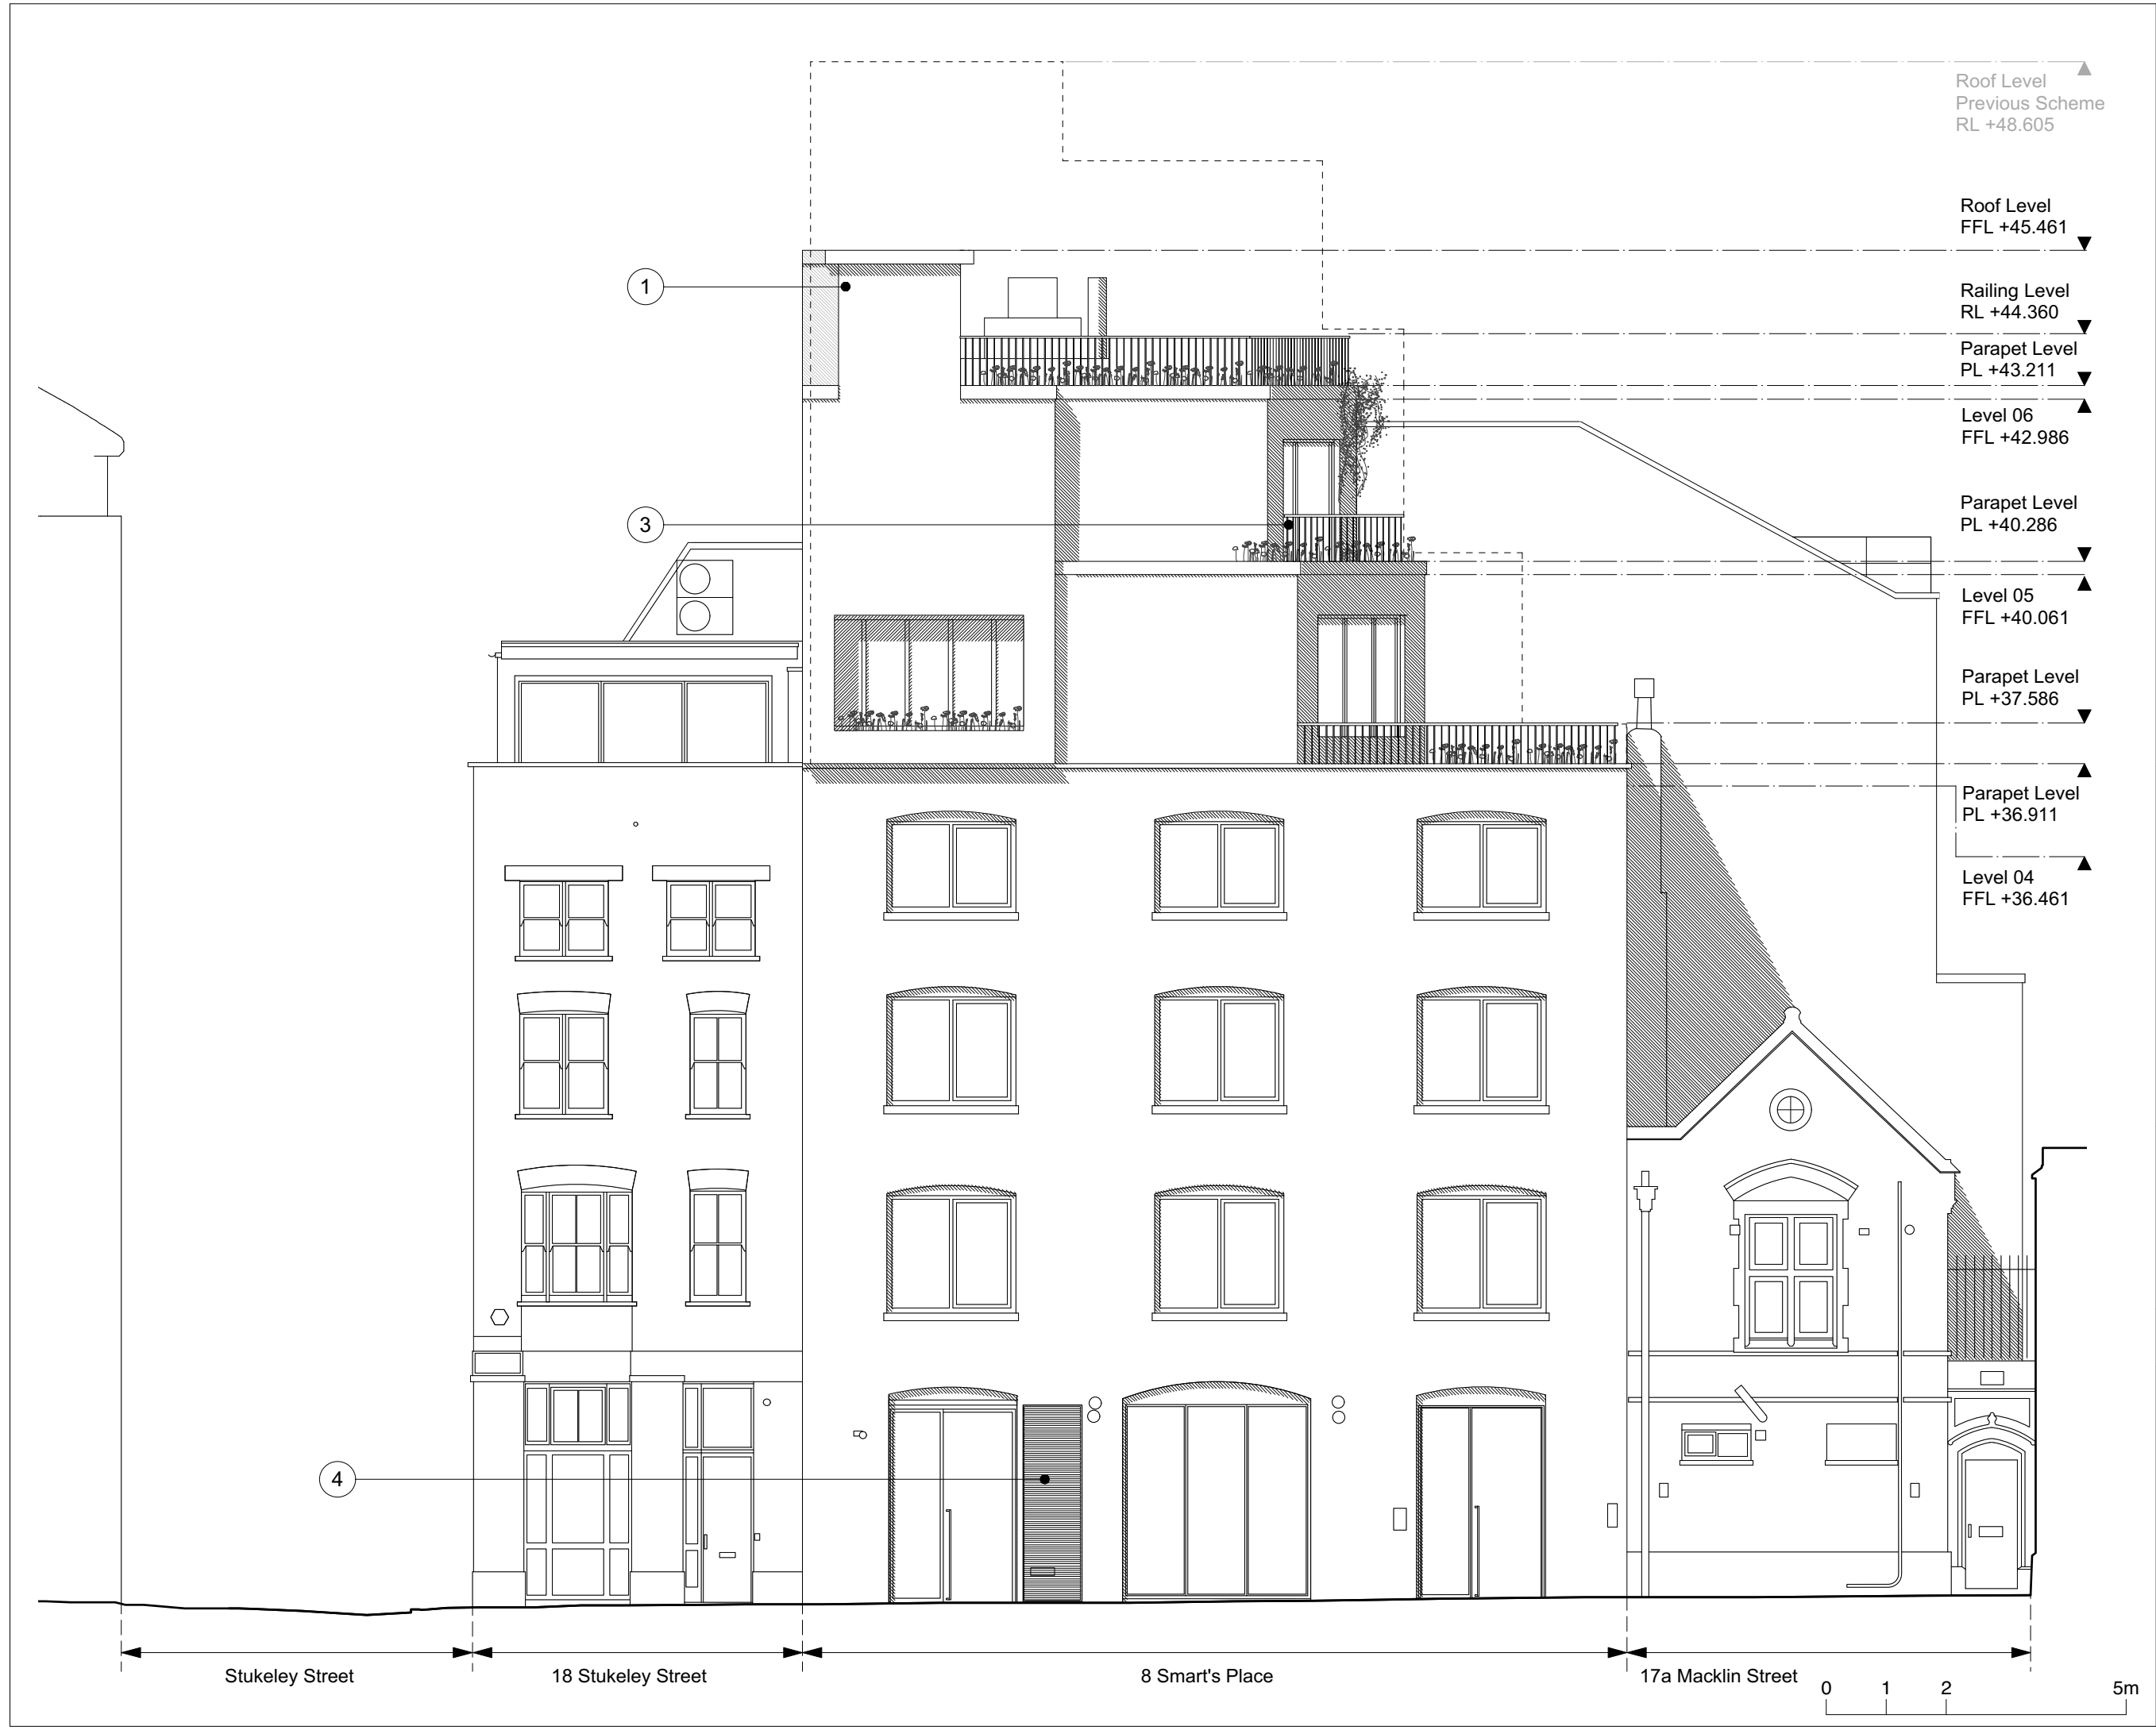 Roof Level
Previous Scheme
RL +48.605
Roof Level
FFL +45.461
1
Railing Level
RL +44.360
Parapet Level
PL +43.211
Level 06
FFL +42.986
3
Parapet Level
PL +40.286
Level 05
FFL +40.061
Parapet Level
PL +37.586
Parapet Level
PL +36.911
Level 04
FFL +36.461
4
Stukeley Street
18 Stukeley Street
8 Smart's Place
17a Macklin Street
0 1 2 5m